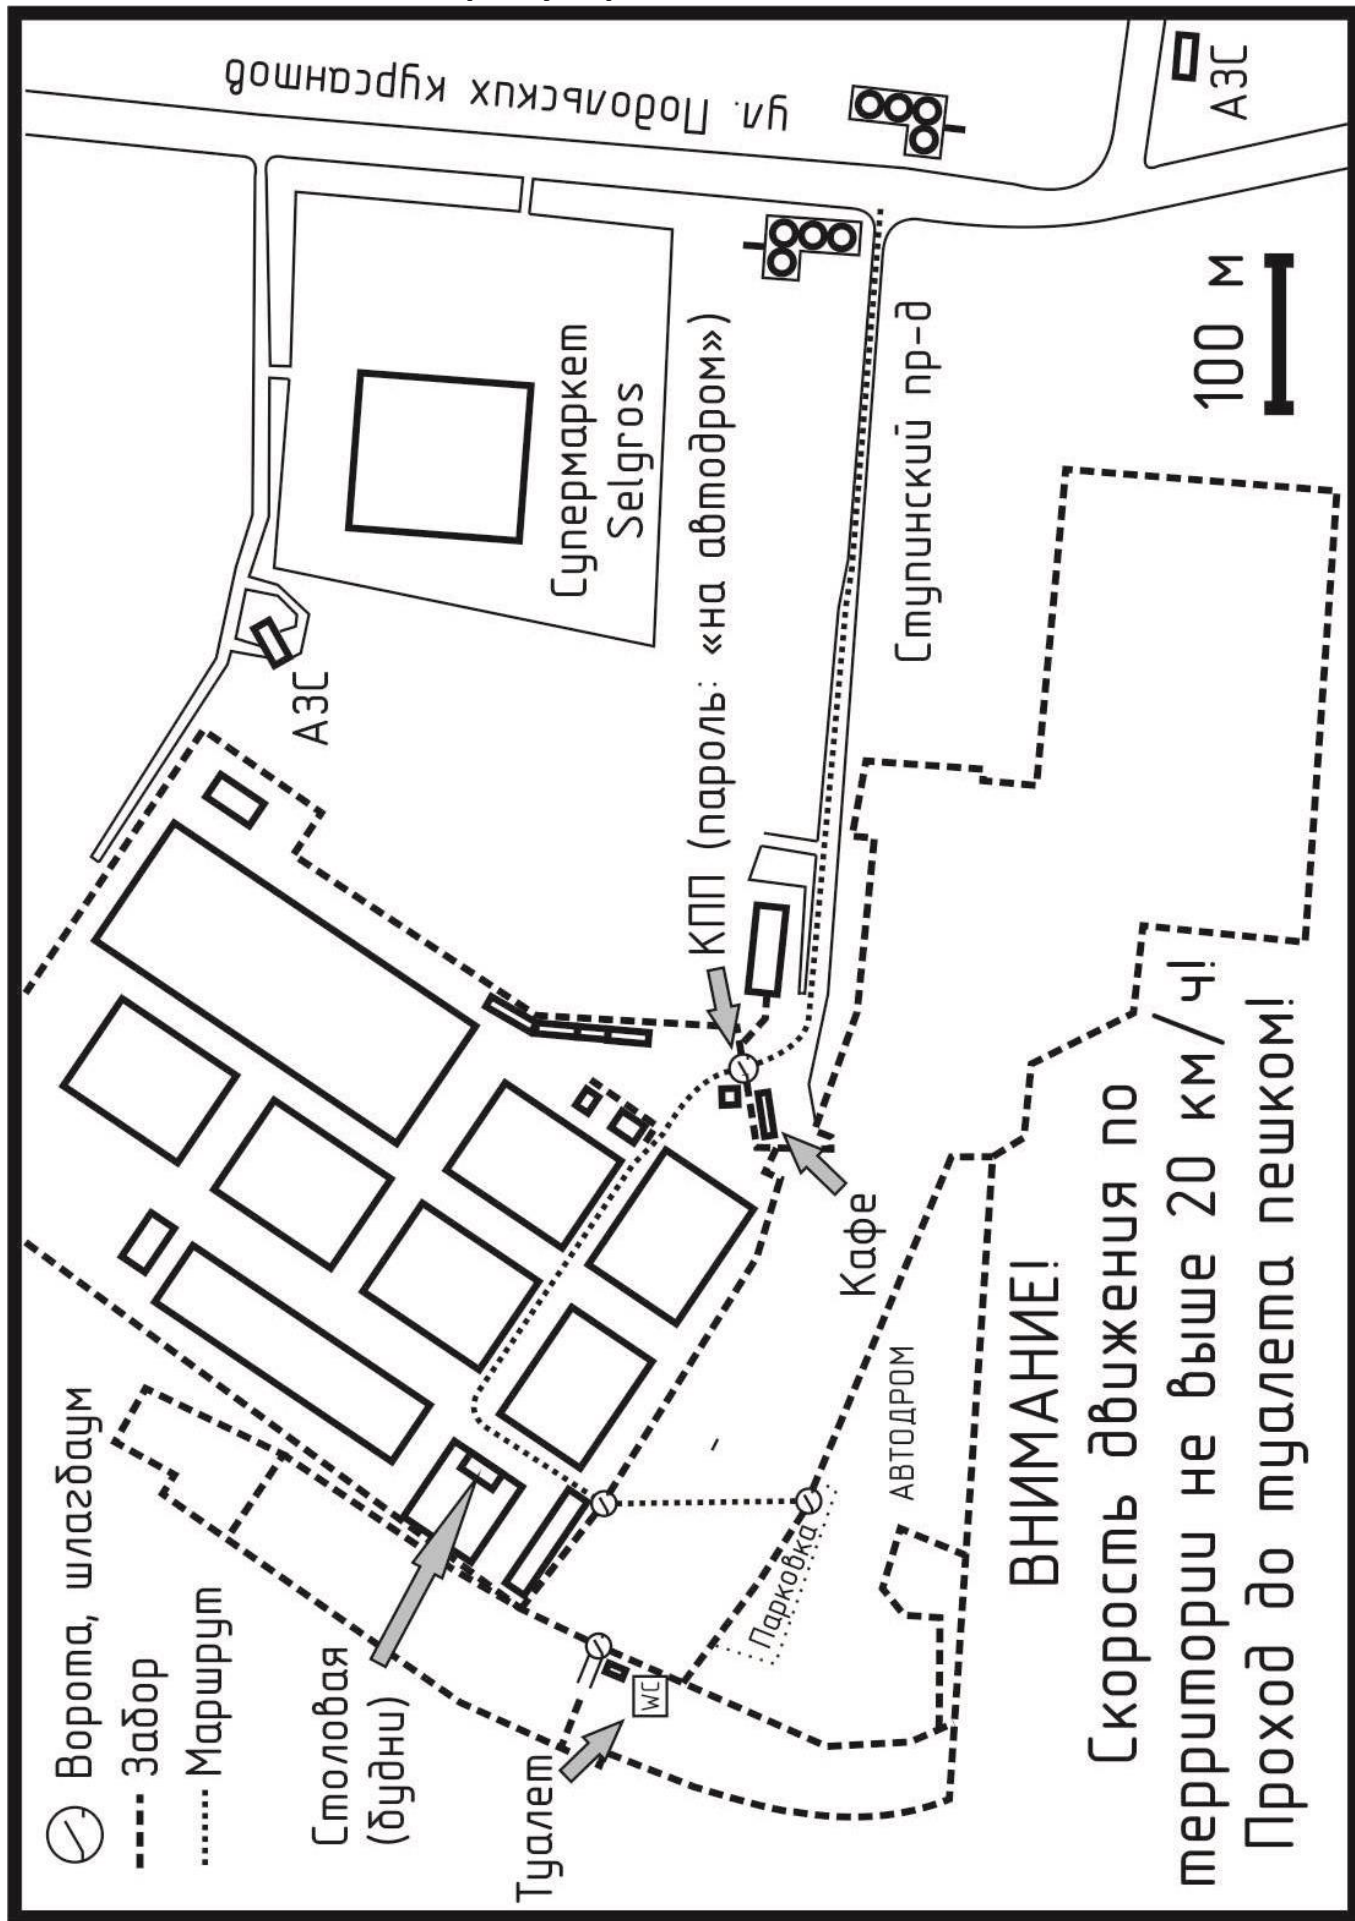 Ворота, шлагбаум
Забор
Маршрут
Столовая
(будни)
Туалет
WC
Парковка
АВТОДРОМ
Кафе
КПП (пароль: «на автодром»)
АЗС
Супермаркет
Selgros
ул. Подольских курсантов
Ступинский пр-д
АЗС
100 м
ВНИМАНИЕ!
Скорость движения по
территории не выше 20 км/ч!
Проход до туалета пешком!